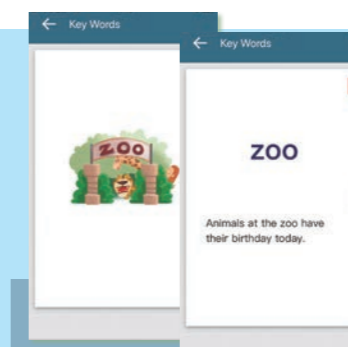 Key Words
ZOO
Key Words
ZOO
Animals at the zoo have
their birthday today.